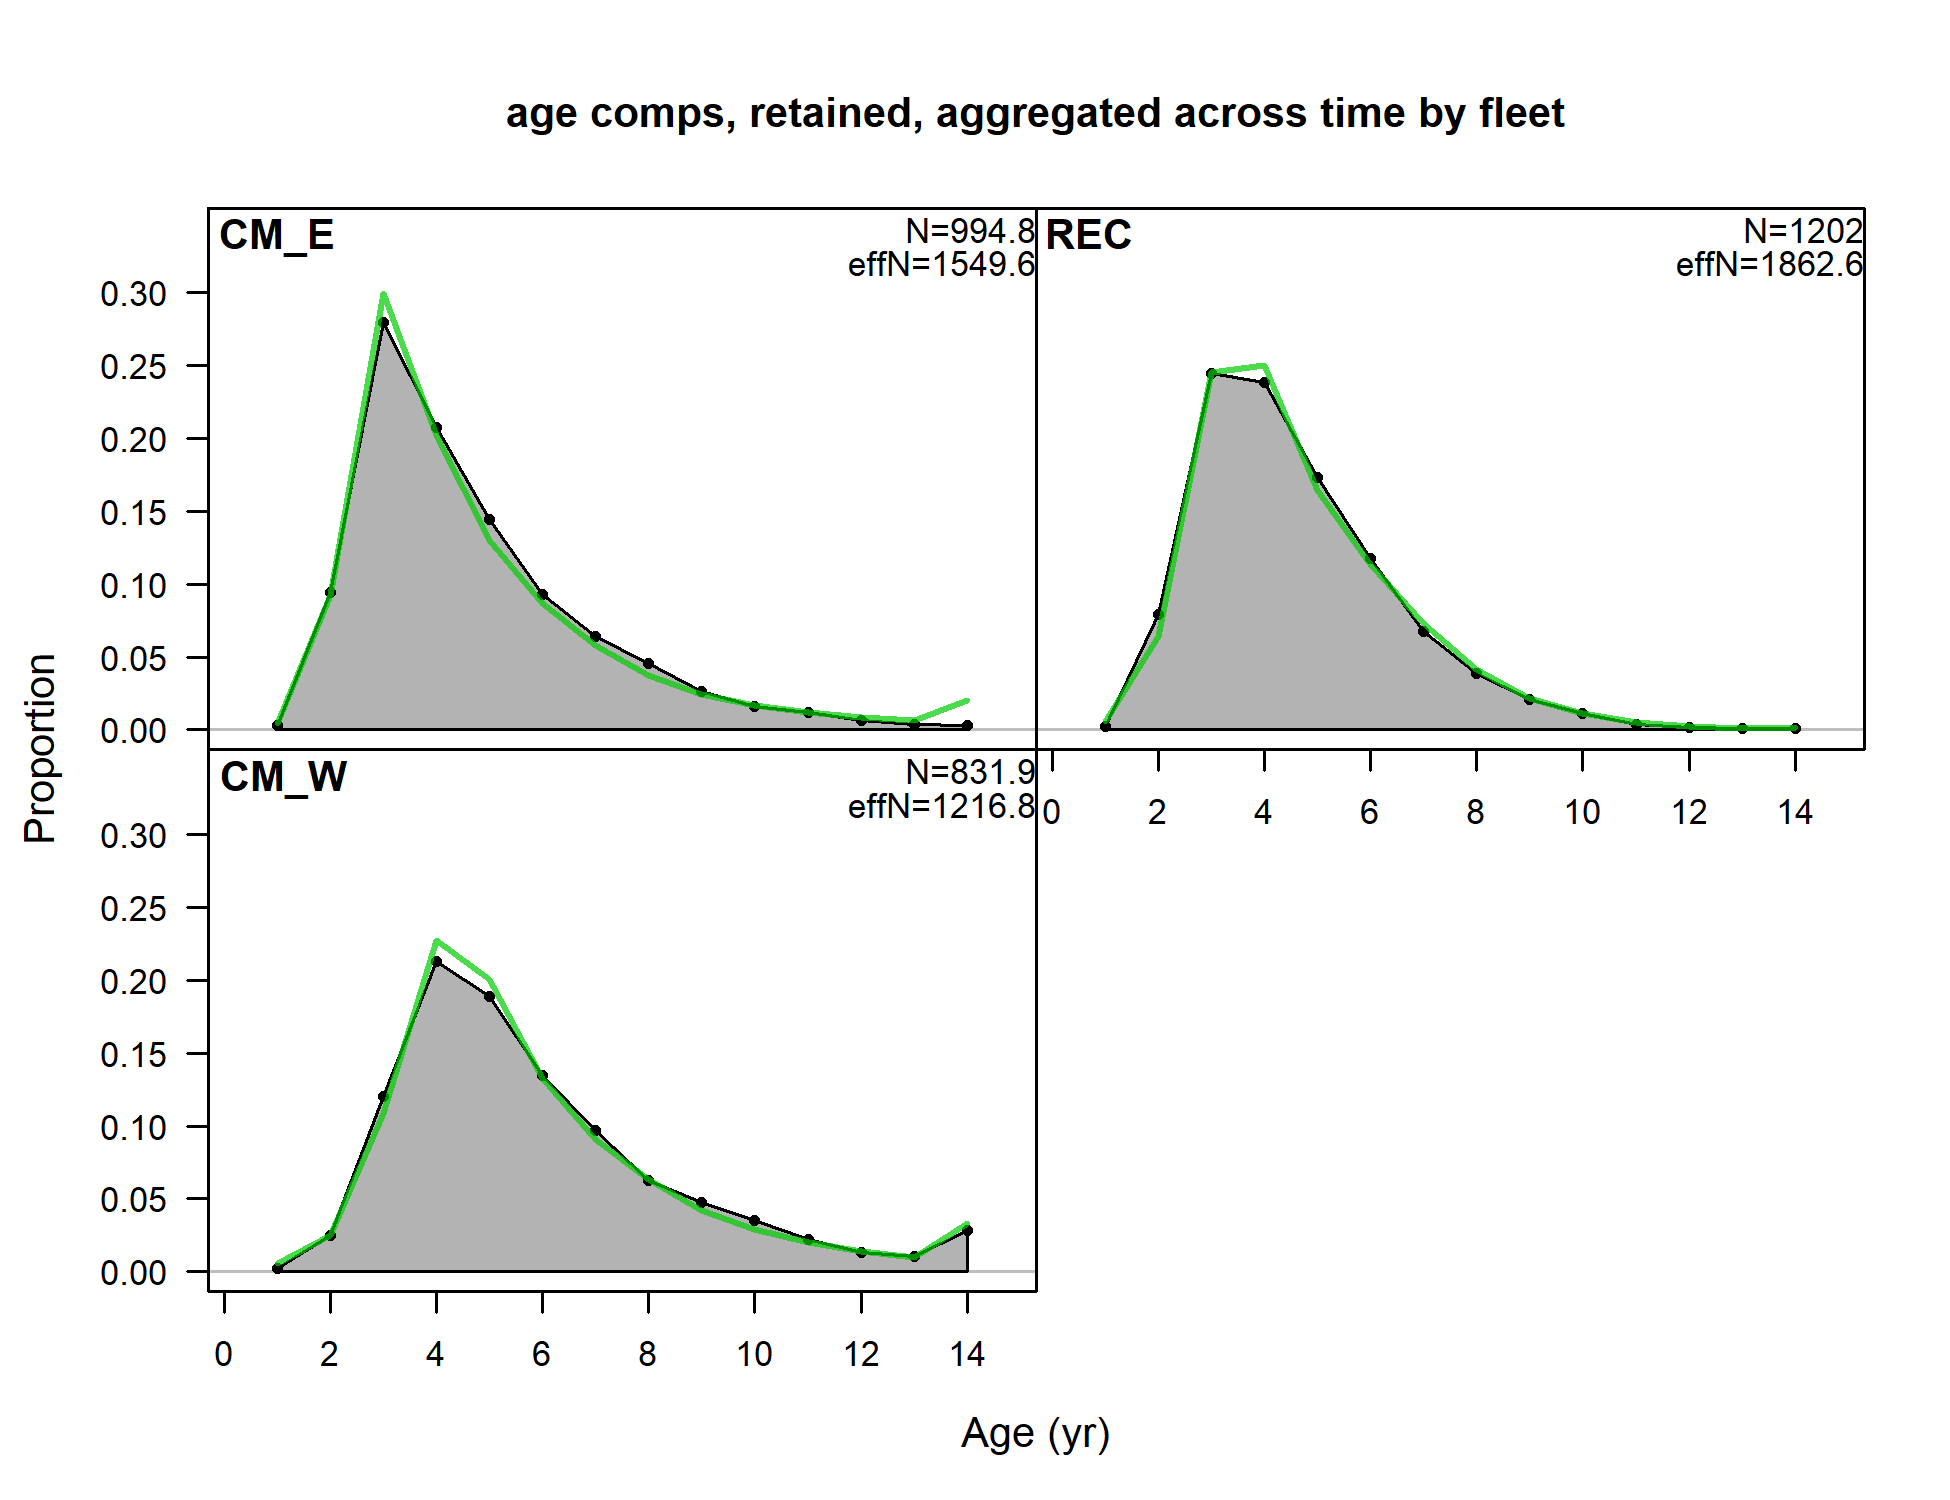 age comps, retained, aggregated across time by fleet
CM_E
N=994.8
effN=1549.6
REC
N=1202
effN=1862.6
0.30
0.25
0.20
0.15
0.10
0.05
0.00
CM_W
N=831.9
effN=1216.8
0 2 4 6 8 10 12 14
0.30
0.25
0.20
0.15
0.10
0.05
0.00
0 2 4 6 8 10 12 14
Proportion
Age (yr)